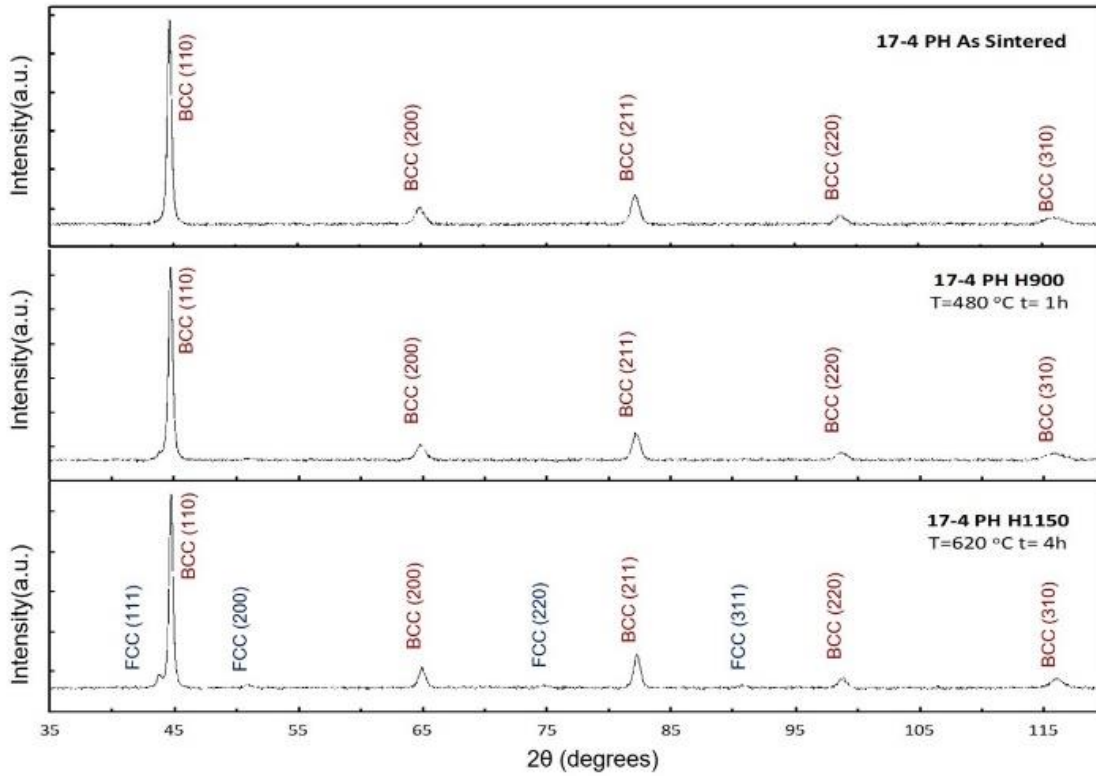 Intensity(a.u.)
17-4 PH As Sintered
BCC (110)
BCC (200)
BCC (211)
BCC (220)
BCC (310)
Intensity(a.u.)
17-4 PH H900
T=480 °C t= 1h
BCC (110)
BCC (200)
BCC (211)
BCC (220)
BCC (310)
Intensity(a.u.)
17-4 PH H1150
T=620 °C t= 4h
FCC (111)
BCC (110)
FCC (200)
BCC (200)
FCC (220)
BCC (211)
FCC (311)
BCC (220)
BCC (310)
35 45 55 65 75 85 95 105 115
2θ (degrees)